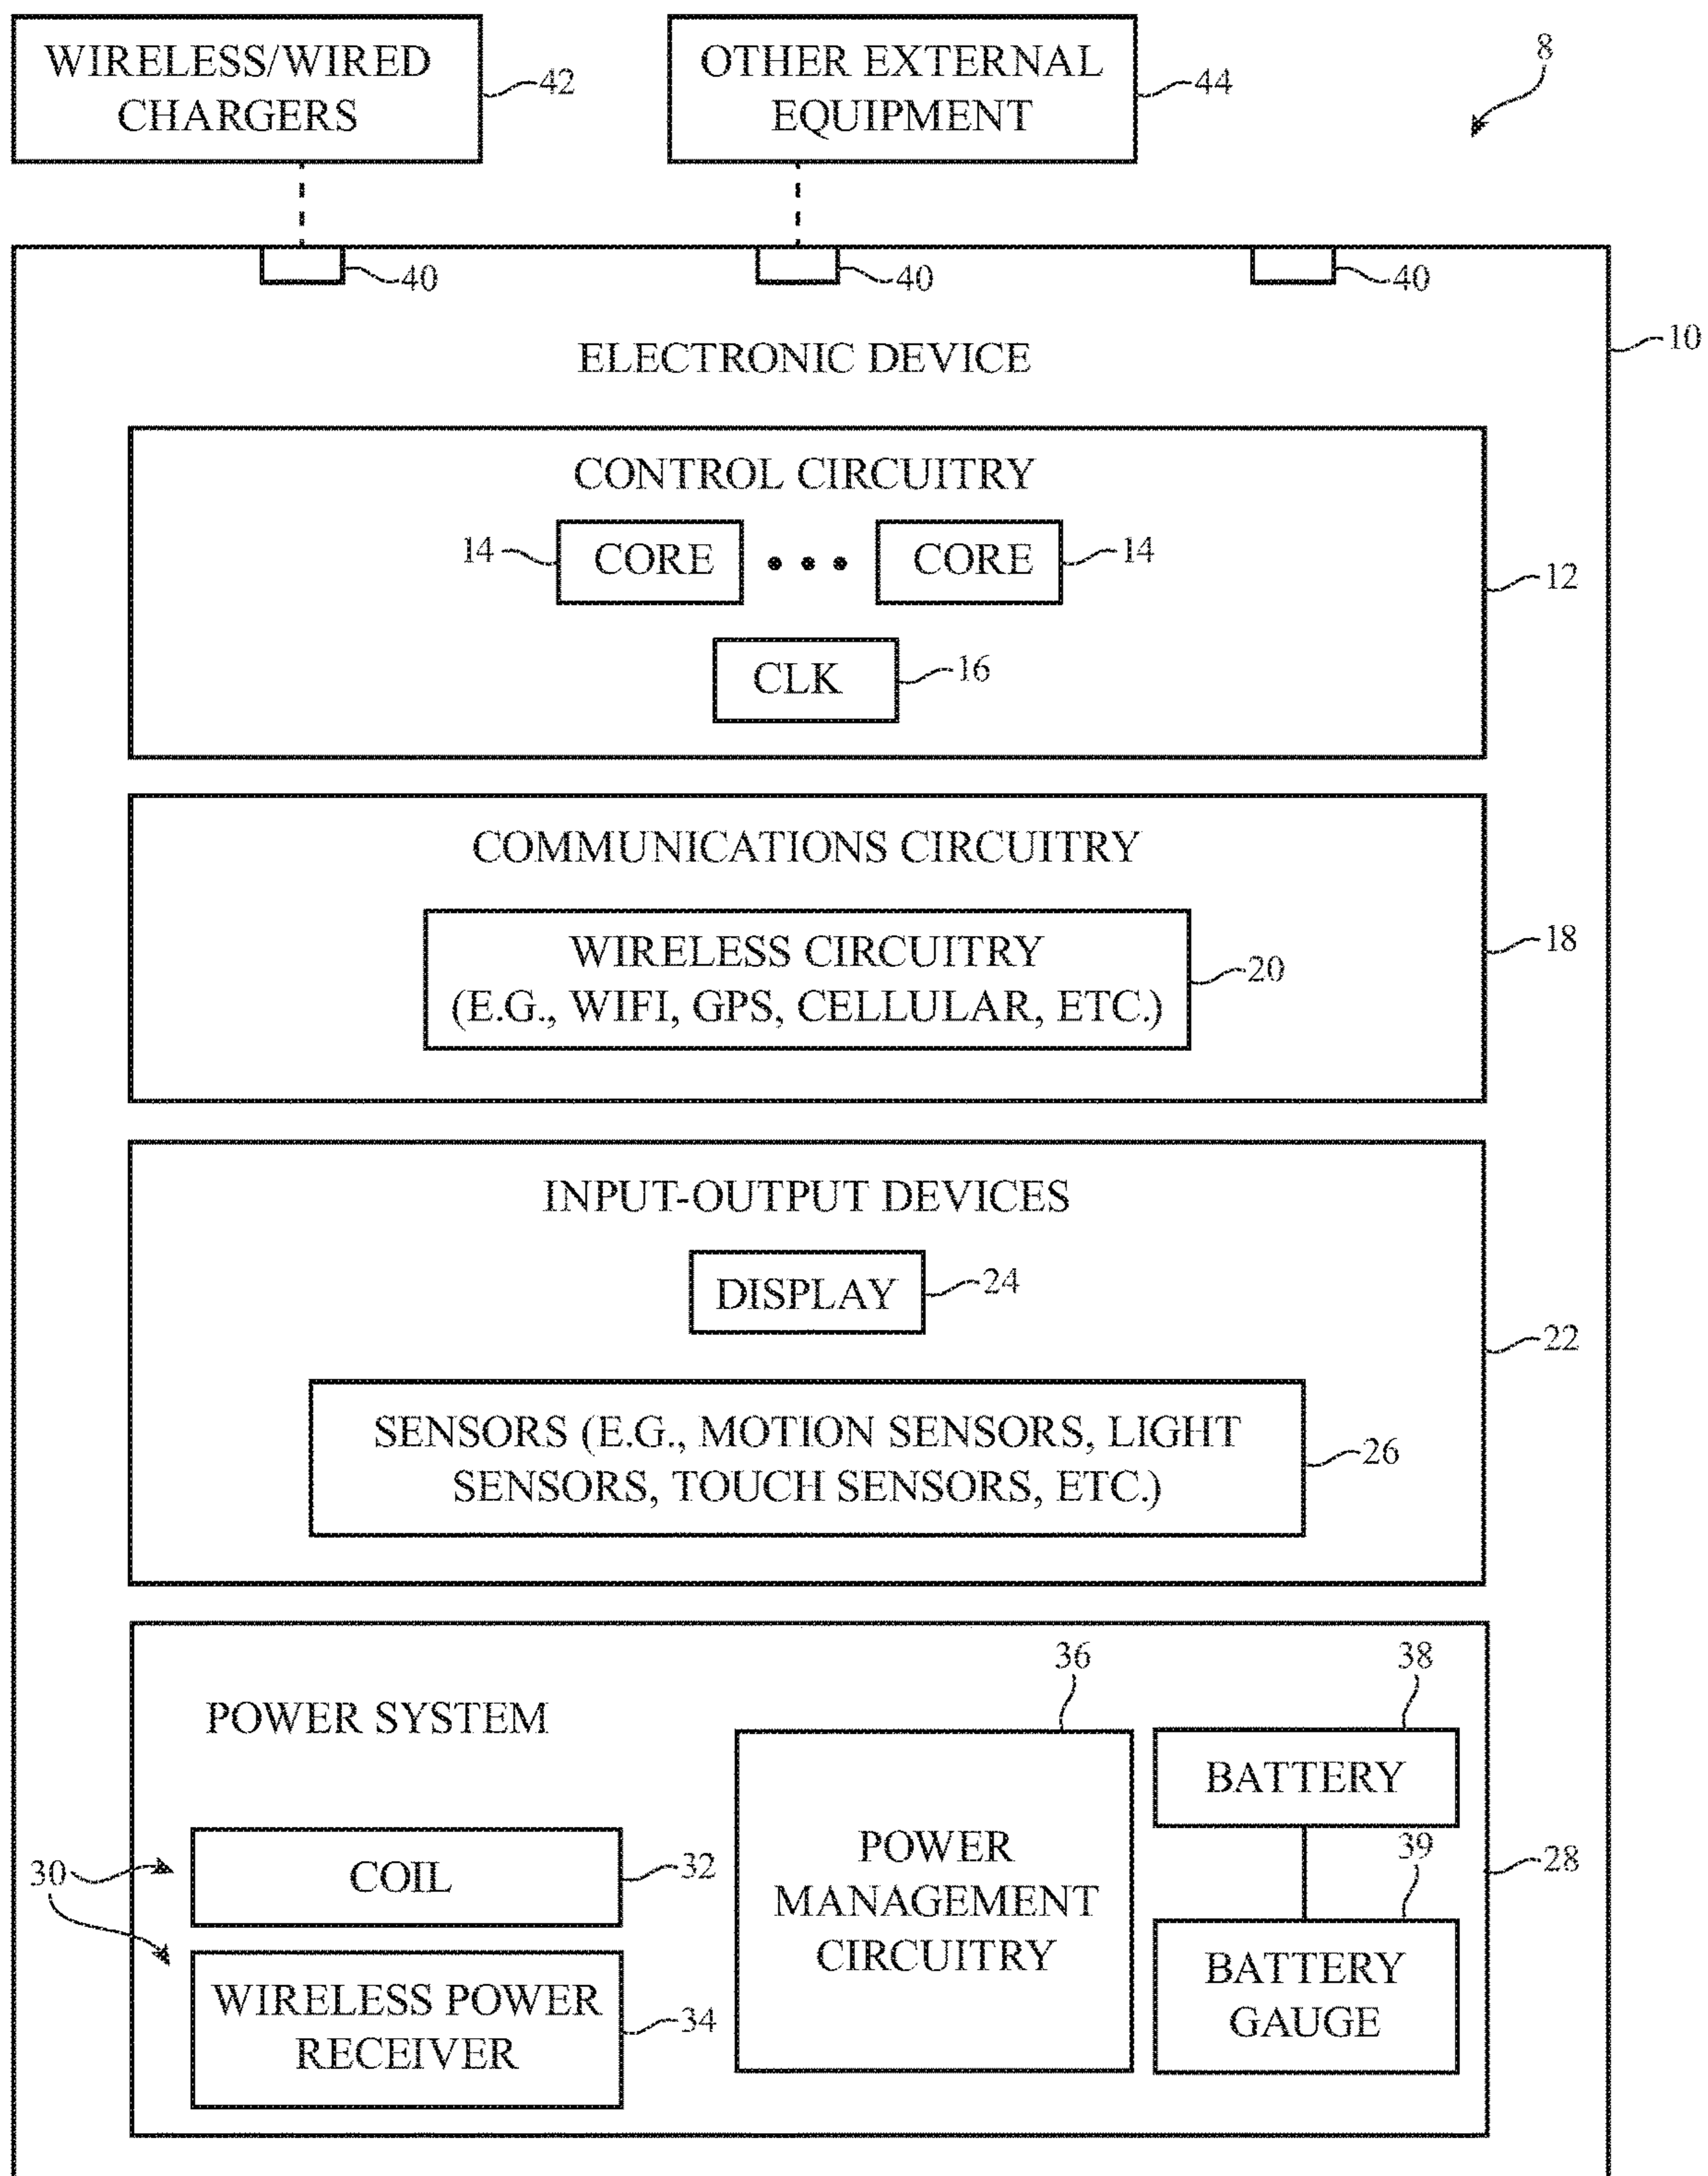 WIRELESS/WIRED
CHARGERS
42
OTHER EXTERNAL
EQUIPMENT
44
8
40
40
40
10
ELECTRONIC DEVICE
CONTROL CIRCUITRY
14
CORE
CORE
14
12
CLK
16
COMMUNICATIONS CIRCUITRY
WIRELESS CIRCUITRY
(E.G., WIFI, GPS, CELLULAR, ETC.)
20
18
INPUT-OUTPUT DEVICES
DISPLAY
24
22
SENSORS (E.G., MOTION SENSORS, LIGHT
SENSORS, TOUCH SENSORS, ETC.)
26
POWER SYSTEM
36
38
BATTERY
30
COIL
32
POWER
MANAGEMENT
CIRCUITRY
39
28
WIRELESS POWER
RECEIVER
34
BATTERY
GAUGE